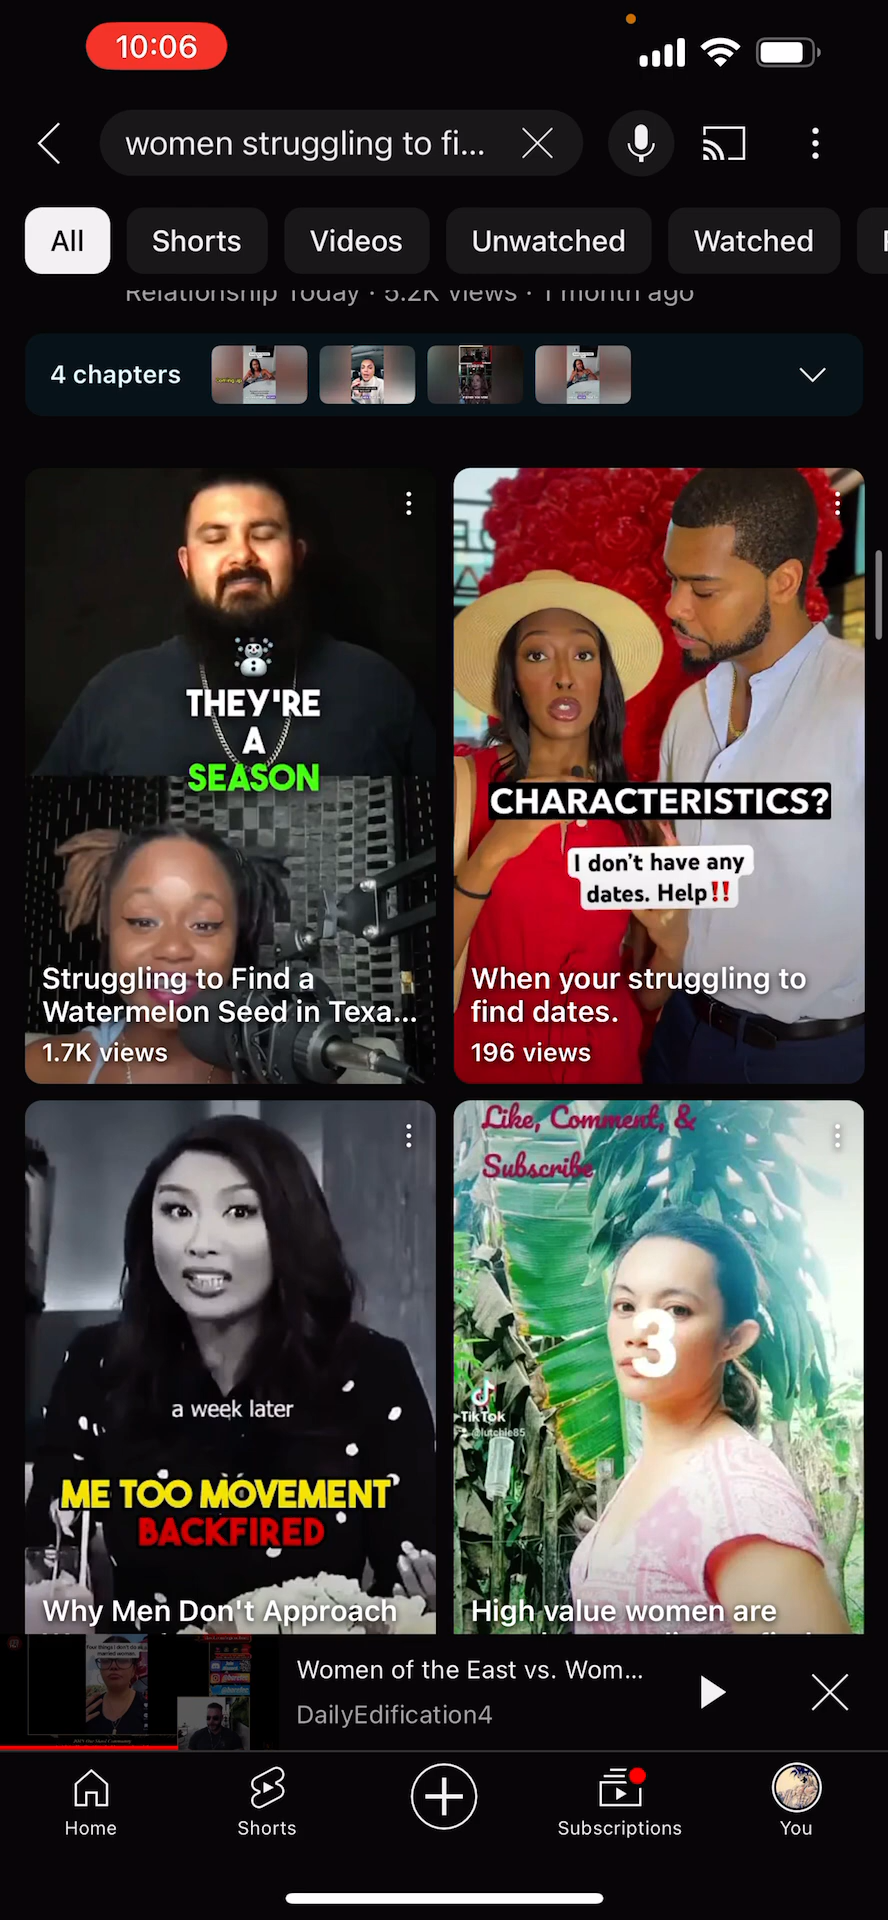 10:06
women struggling to fi...
All
Shorts
Videos
Unwatched
Watched
Relationship Today · 5.2K views · 1 month ago
4 chapters
THEY'RE
A
SEASON
Struggling to Find a
Watermelon Seed in Texa...
1.7K views
CHARACTERISTICS?
I don't have any
dates. Help!!
When your struggling to
find dates.
196 views
a week later
ME TOO MOVEMENT
BACKFIRED
Why Men Don't Approach
Like, Comment, &
Subscribe
3
TikTok
@lutchie85
High value women are
Women of the East vs. Wom...
DailyEdification4
Home
Shorts
Subscriptions
You